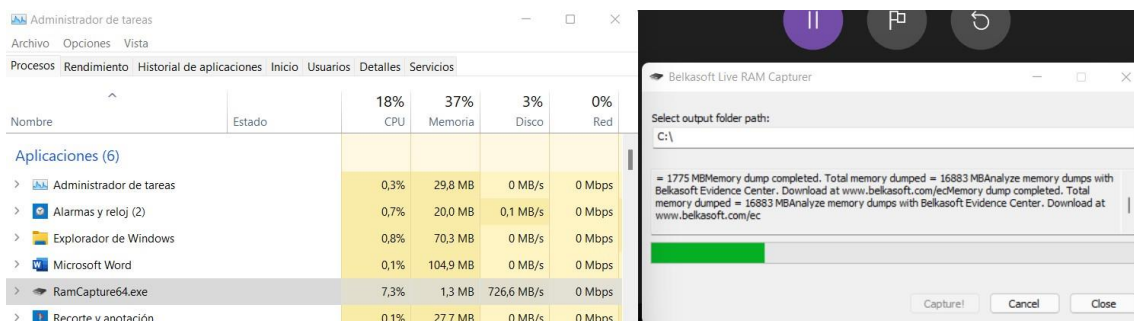 Administrador de tareas
Archivo Opciones Vista
Procesos Rendimiento Historial de aplicaciones Inicio Usuarios Detalles Servicios
18% 37% 3% 0%
Nombre Estado CPU Memoria Disco Red
Aplicaciones (6)
Administrador de tareas 0,3% 29,8 MB 0 MB/s 0 Mbps
Alarmas y reloj (2) 0,7% 20,0 MB 0,1 MB/s 0 Mbps
Explorador de Windows 0,8% 70,3 MB 0 MB/s 0 Mbps
Microsoft Word 0,1% 104,9 MB 0 MB/s 0 Mbps
RamCapture64.exe 7,3% 1,3 MB 726,6 MB/s 0 Mbps
Recorte y anotación 0,1% 27,7 MB 0 MB/s 0 Mbps
Belkasoft Live RAM Capturer
Select output folder path:
C:\
= 1775 MBMemory dump completed. Total memory dumped = 16883 MBAnalyze memory dumps with
Belkasoft Evidence Center. Download at www.belkasoft.com/ecMemory dump completed. Total
memory dumped = 16883 MBAnalyze memory dumps with Belkasoft Evidence Center. Download at
www.belkasoft.com/ec
Capture! Cancel Close